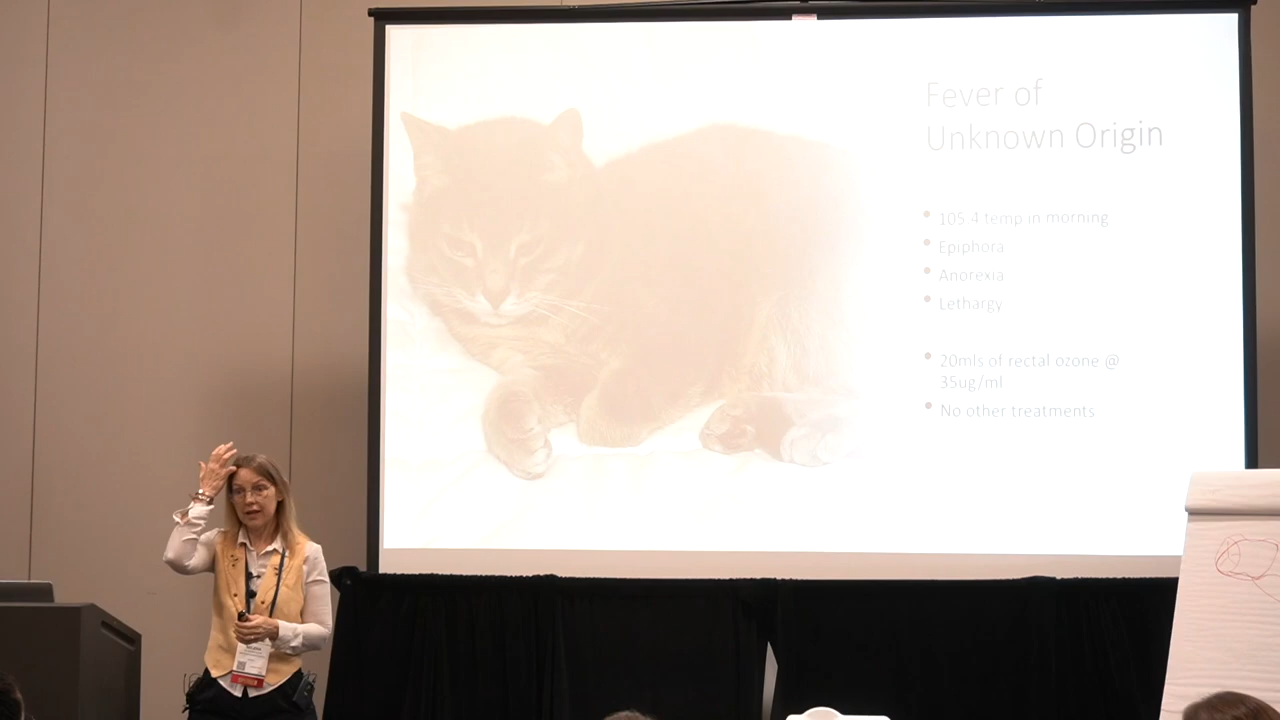 Fever of
Unknown Origin
• 105.4 temp in morning
• Epiphora
• Anorexia
• Lethargy
• 20mls of rectal ozone @
35ug/ml
• No other treatments